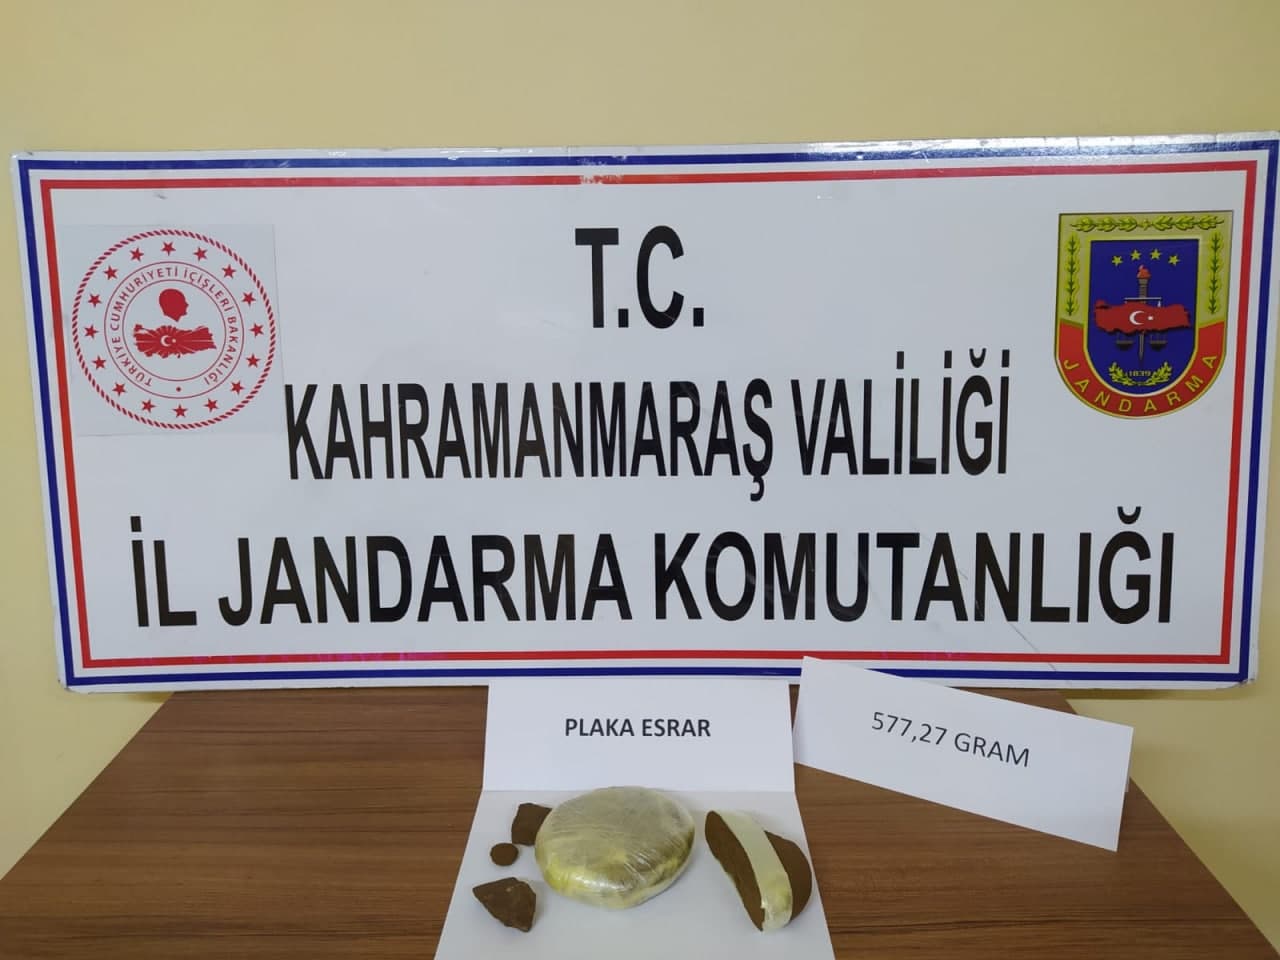 T.C.
KAHRAMANMARAŞ VALİLİĞİ
İL JANDARMA KOMUTANLIĞI
TÜRKİYE CUMHURİYETİ İÇİŞLERİ BAKANLIĞI
1839
JANDARMA
PLAKA ESRAR
577,27 GRAM